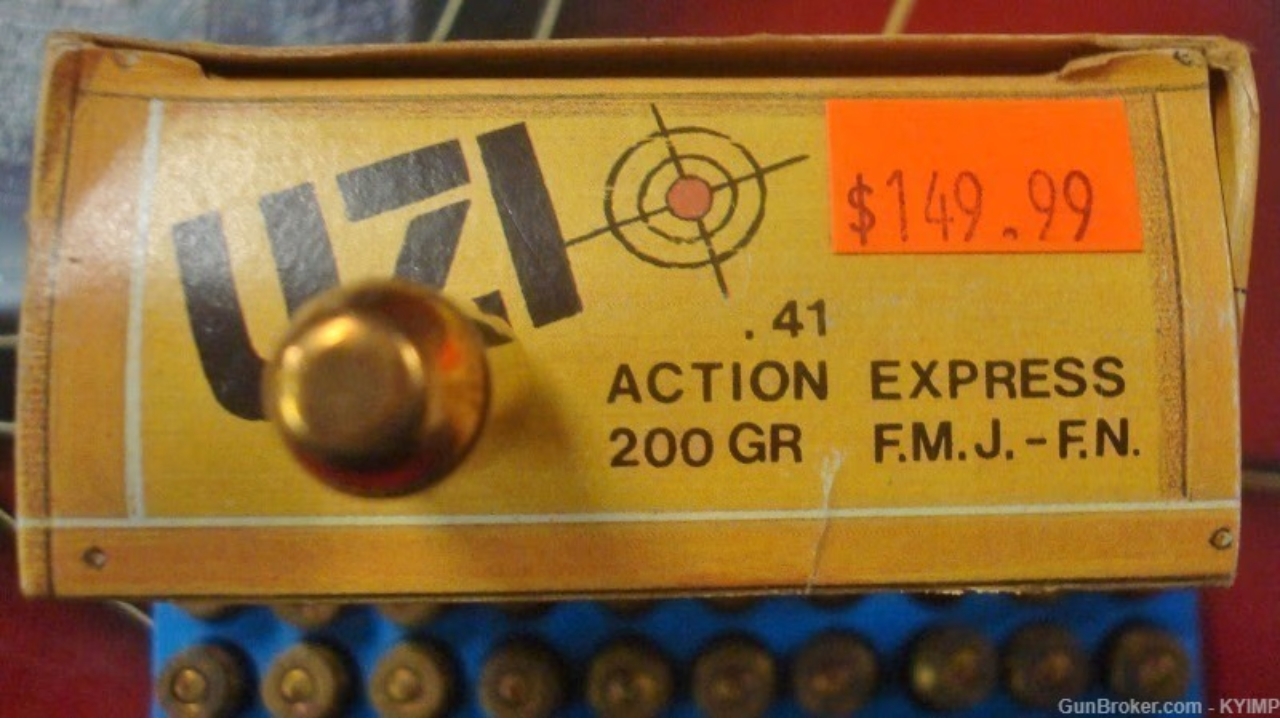 UZI
$149.99
.41
ACTION EXPRESS
200 GR F.M.J.-F.N.
GunBroker.com - KYIMP